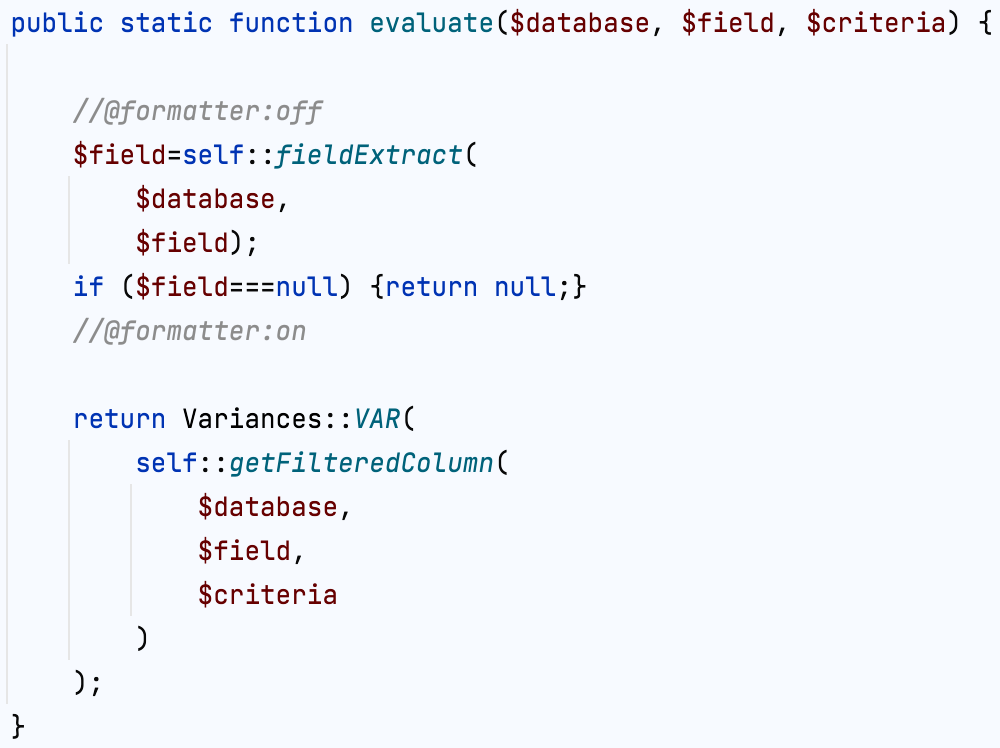 public static function evaluate($database, $field, $criteria) {
//@formatter:off
$field=self::fieldExtract(
$database,
$field);
if ($field===null) {return null;}
//@formatter:on
return Variances::VAR(
self::getFilteredColumn(
$database,
$field,
$criteria
)
);
}